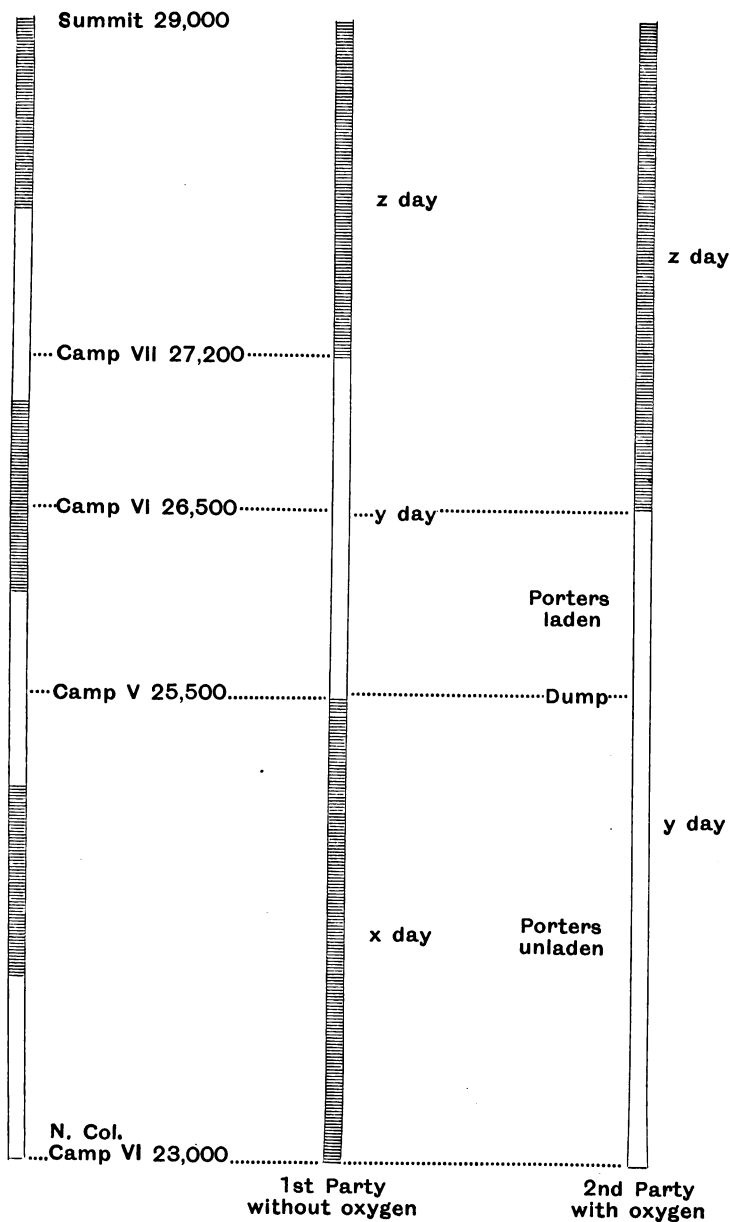 Summit 29,000
z day
z day
Camp VII 27,200
Camp VI 26,500
y day
Porters
laden
Camp V 25,500
Dump
y day
x day
Porters
unladen
N. Col.
Camp VI 23,000
1st Party
without oxygen
2nd Party
with oxygen